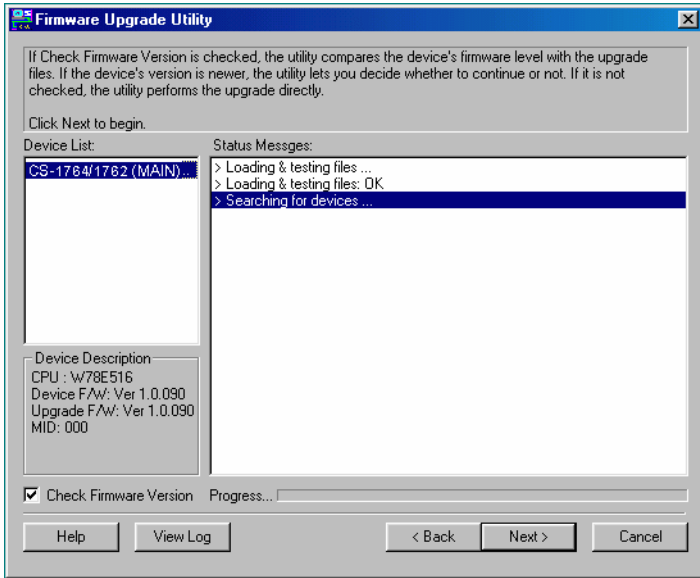 Firmware Upgrade Utility
If Check Firmware Version is checked, the utility compares the device's firmware level with the upgrade
files. If the device's version is newer, the utility lets you decide whether to continue or not. If it is not
checked, the utility performs the upgrade directly.
Click Next to begin.
Device List:
CS-1764/1762 (MAIN)...
Status Messges:
> Loading & testing files ...
> Loading & testing files: OK
> Searching for devices ...
Device Description
CPU : W78E516
Device F/W: Ver 1.0.090
Upgrade F/W: Ver 1.0.090
MID: 000
Check Firmware Version
Progress...
Help
View Log
< Back
Next >
Cancel